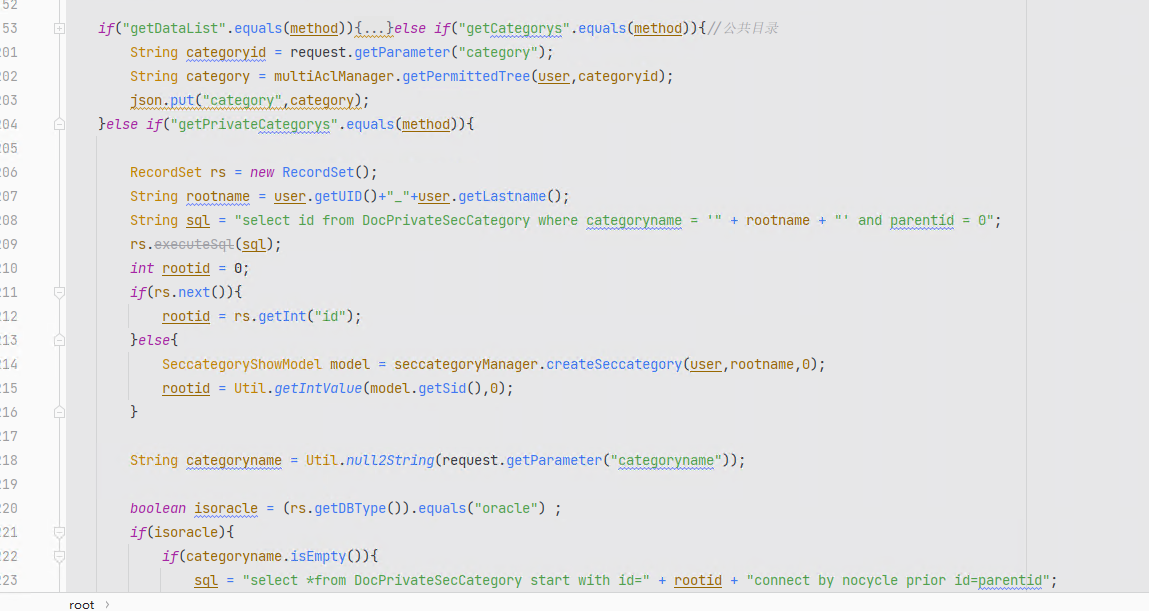 52
53 if("getDataList".equals(method)){...}else if("getCategorys".equals(method)){//公共目录
201 String categoryid = request.getParameter("category");
202 String category = multiAclManager.getPermittedTree(user,categoryid);
203 json.put("category",category);
204 }else if("getPrivateCategorys".equals(method)){
205
206 RecordSet rs = new RecordSet();
207 String rootname = user.getUID()+"_"+user.getLastname();
208 String sql = "select id from DocPrivateSecCategory where categoryname = '" + rootname + "' and parentid = 0";
209 rs.executeSql(sql);
210 int rootid = 0;
211 if(rs.next()){
212 rootid = rs.getInt("id");
213 }else{
214 SeccategoryShowModel model = seccategoryManager.createSeccategory(user,rootname,0);
215 rootid = Util.getIntValue(model.getSid(),0);
216 }
217
218 String categoryname = Util.null2String(request.getParameter("categoryname"));
219
220 boolean isoracle = (rs.getDBType()).equals("oracle") ;
221 if(isoracle){
222 if(categoryname.isEmpty()){
223 sql = "select *from DocPrivateSecCategory start with id=" + rootid + "connect by nocycle prior id=parentid";
root